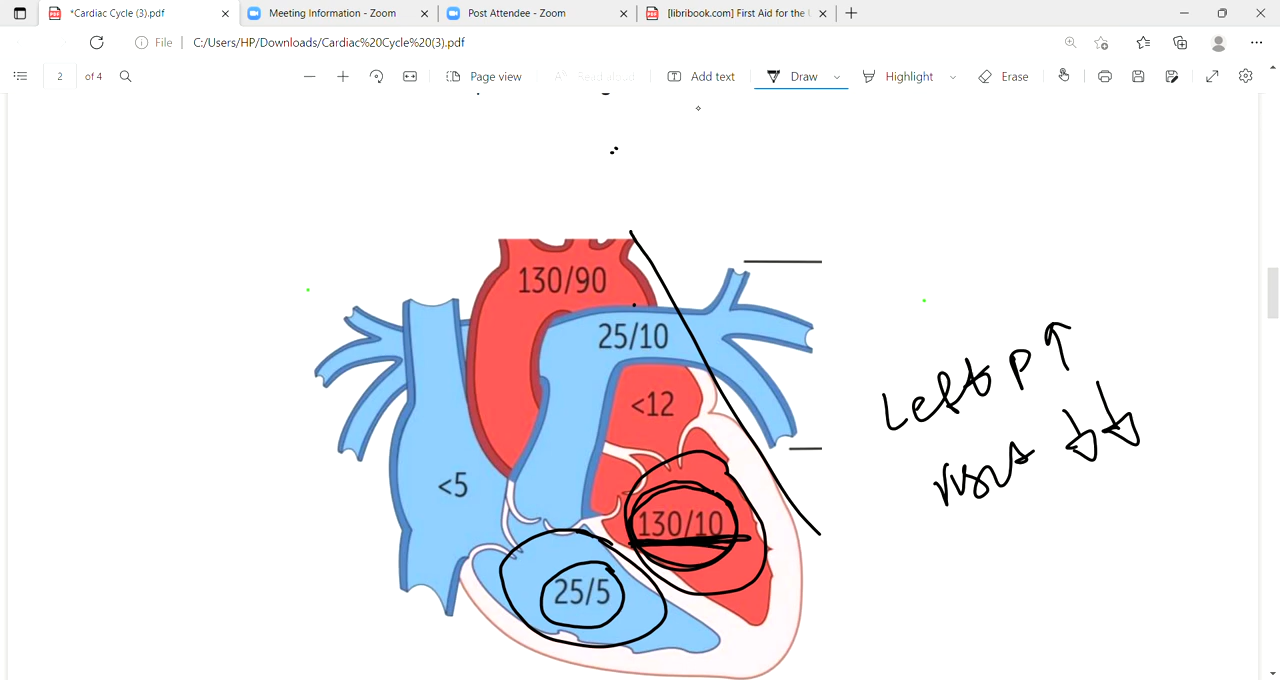 *Cardiac Cycle (3).pdf
Meeting Information - Zoom
Post Attendee - Zoom
[libribook.com] First Aid for the U
File
C:/Users/HP/Downloads/Cardiac%20Cycle%20(3).pdf
2 of 4
Page view
Read aloud
Add text
Draw
Highlight
Erase
130/90
25/10
<12
<5
130/10
25/5
Left P ↑